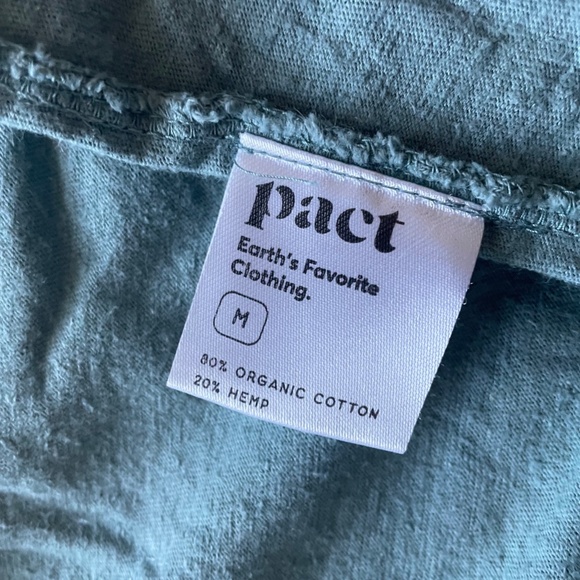 pact
Earth's Favorite
Clothing.
M
80% ORGANIC COTTON
20% HEMP